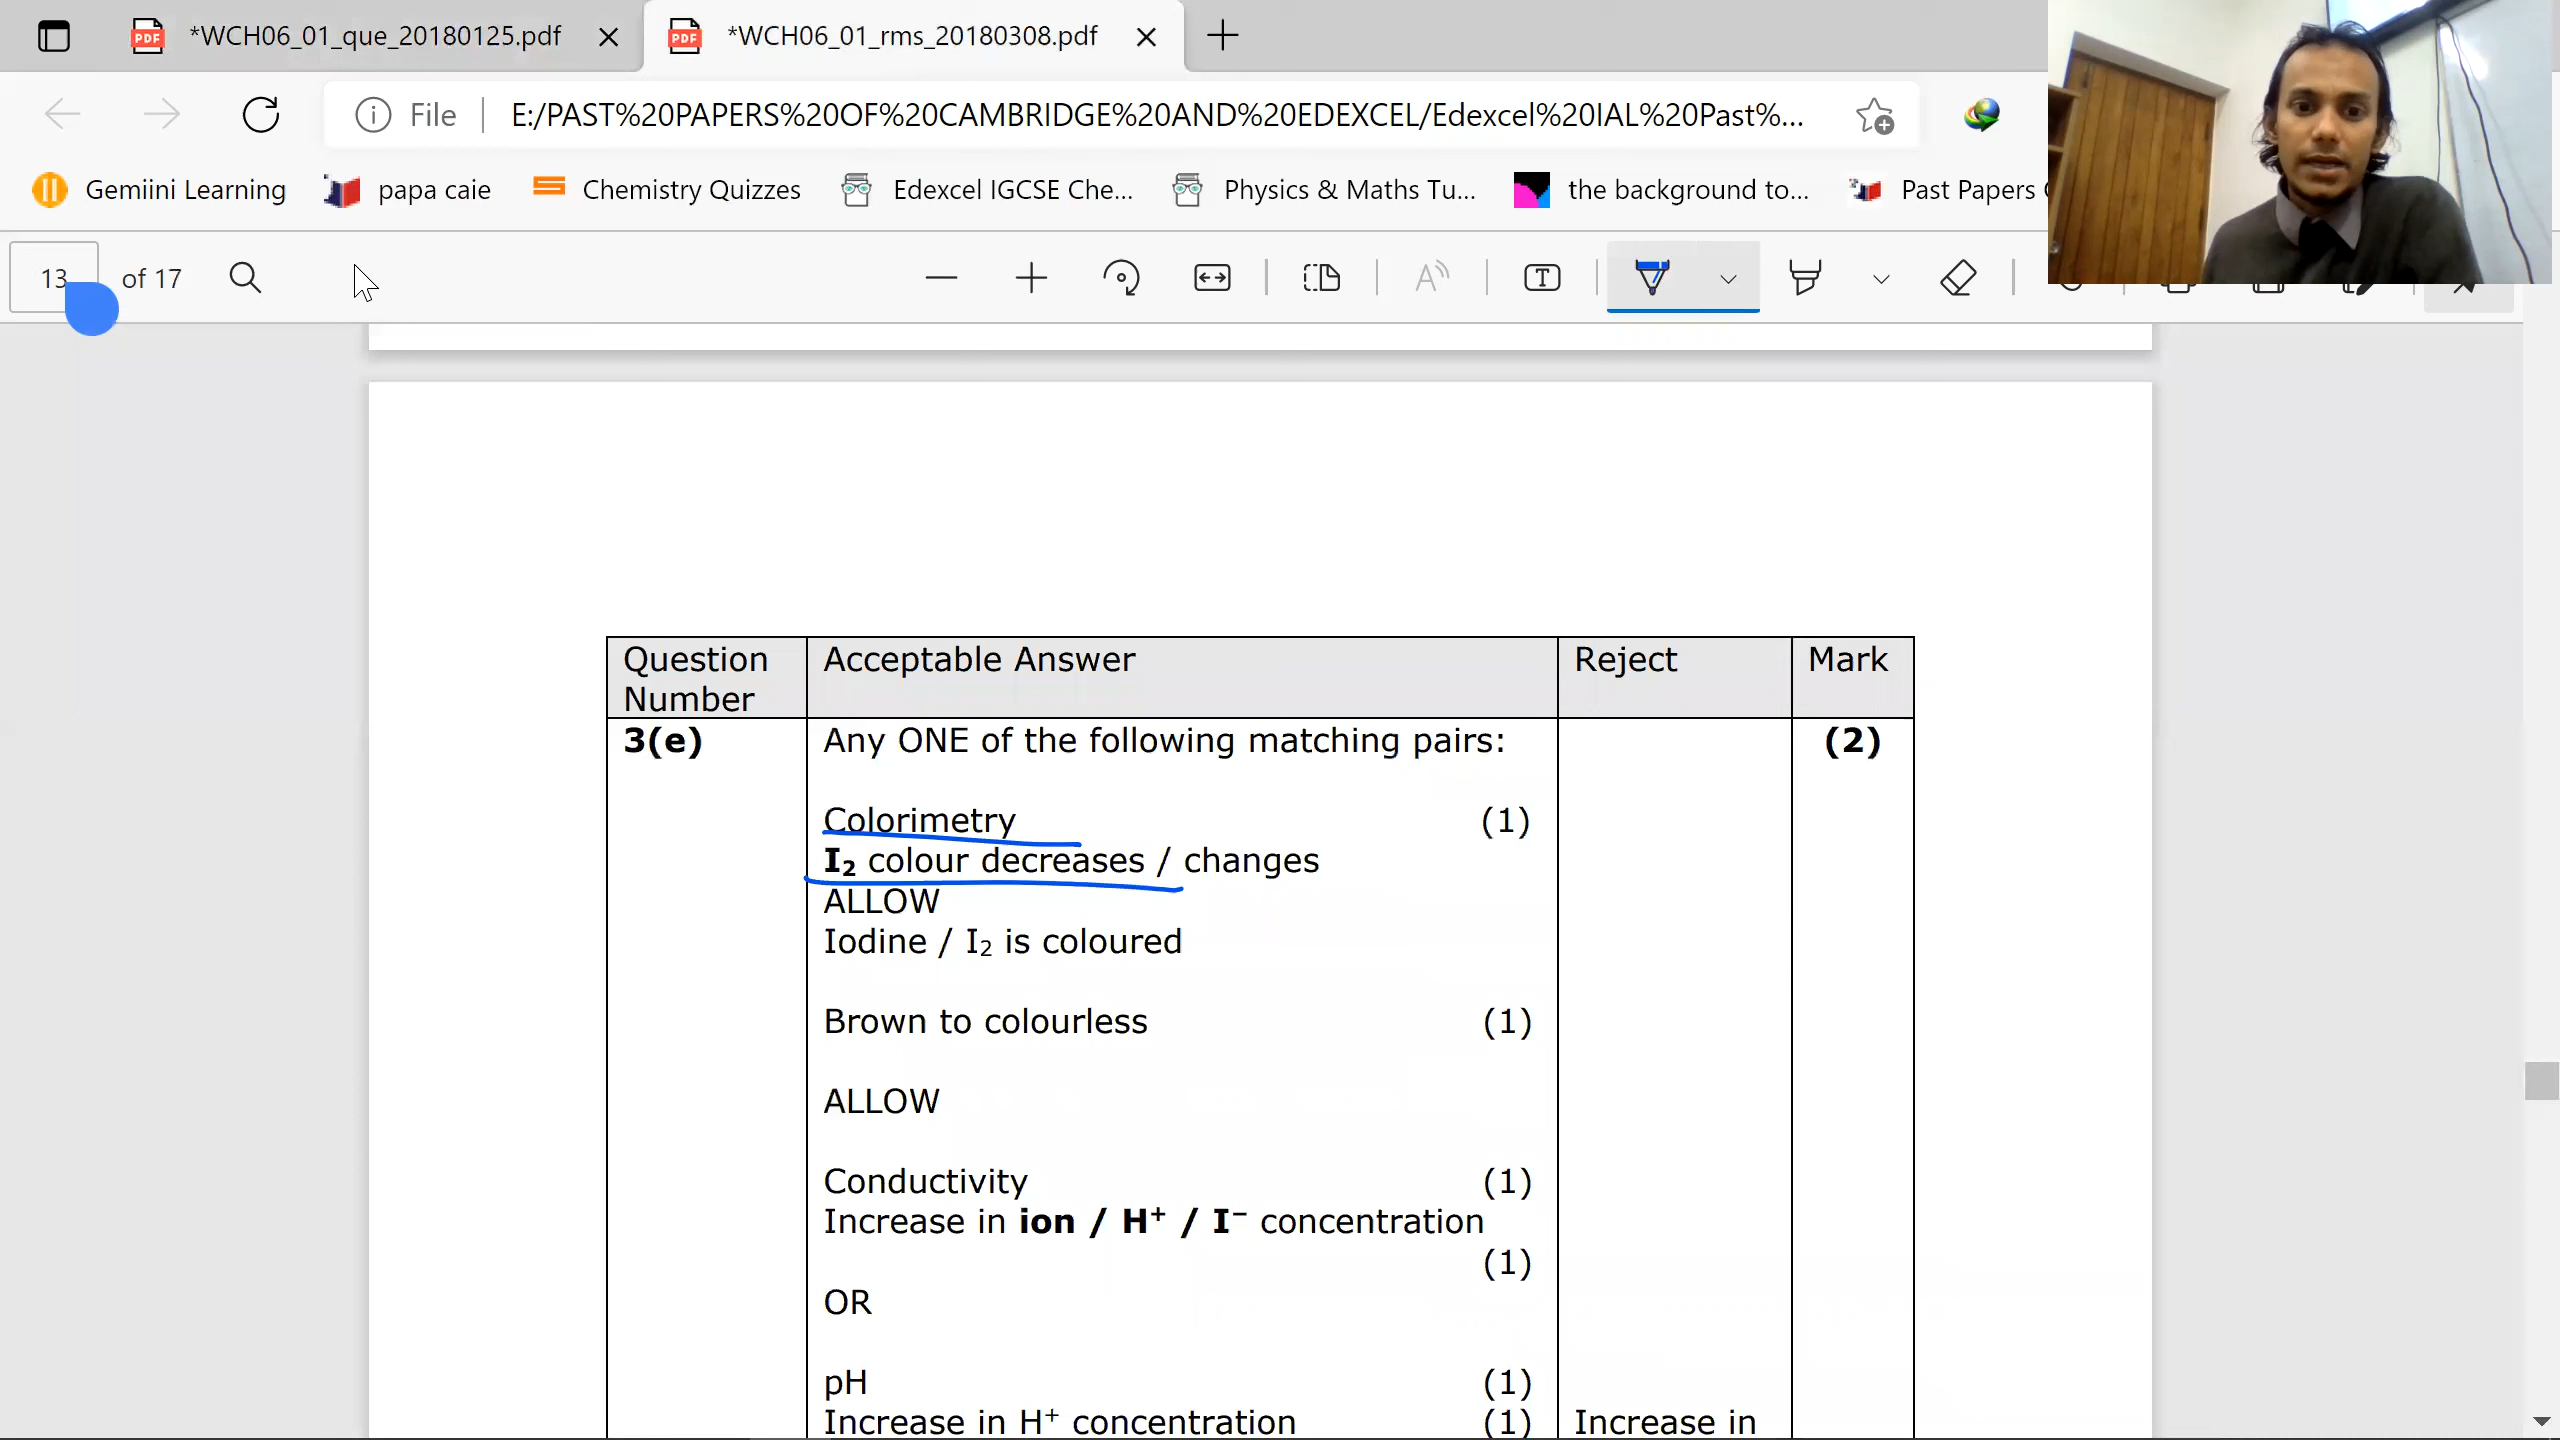 *WCH06_01_que_20180125.pdf
*WCH06_01_rms_20180308.pdf
File
E:/PAST%20PAPERS%20OF%20CAMBRIDGE%20AND%20EDEXCEL/Edexcel%20IAL%20Past%...
Gemiini Learning
papa caie
Chemistry Quizzes
Edexcel IGCSE Che...
Physics & Maths Tu...
the background to...
Past Papers
13 of 17
Question Number
Acceptable Answer
Reject
Mark
3(e)
Any ONE of the following matching pairs:
(2)
Colorimetry (1)
I₂ colour decreases / changes
ALLOW
Iodine / I₂ is coloured
Brown to colourless (1)
ALLOW
Conductivity (1)
Increase in ion / H⁺ / I⁻ concentration
(1)
OR
pH (1)
Increase in H⁺ concentration (1)
Increase in